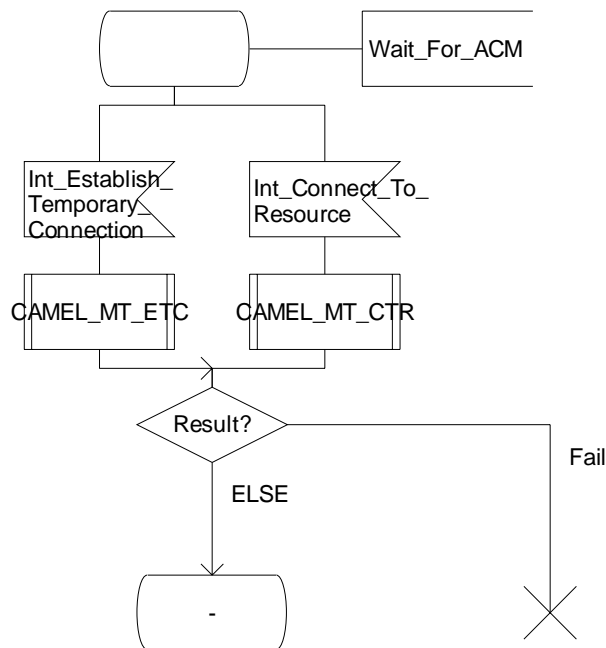 Wait_For_ACM
Int_Establish_
Temporary_
Connection
Int_Connect_To_
Resource
CAMEL_MT_ETC
CAMEL_MT_CTR
Result?
Fail
ELSE
-